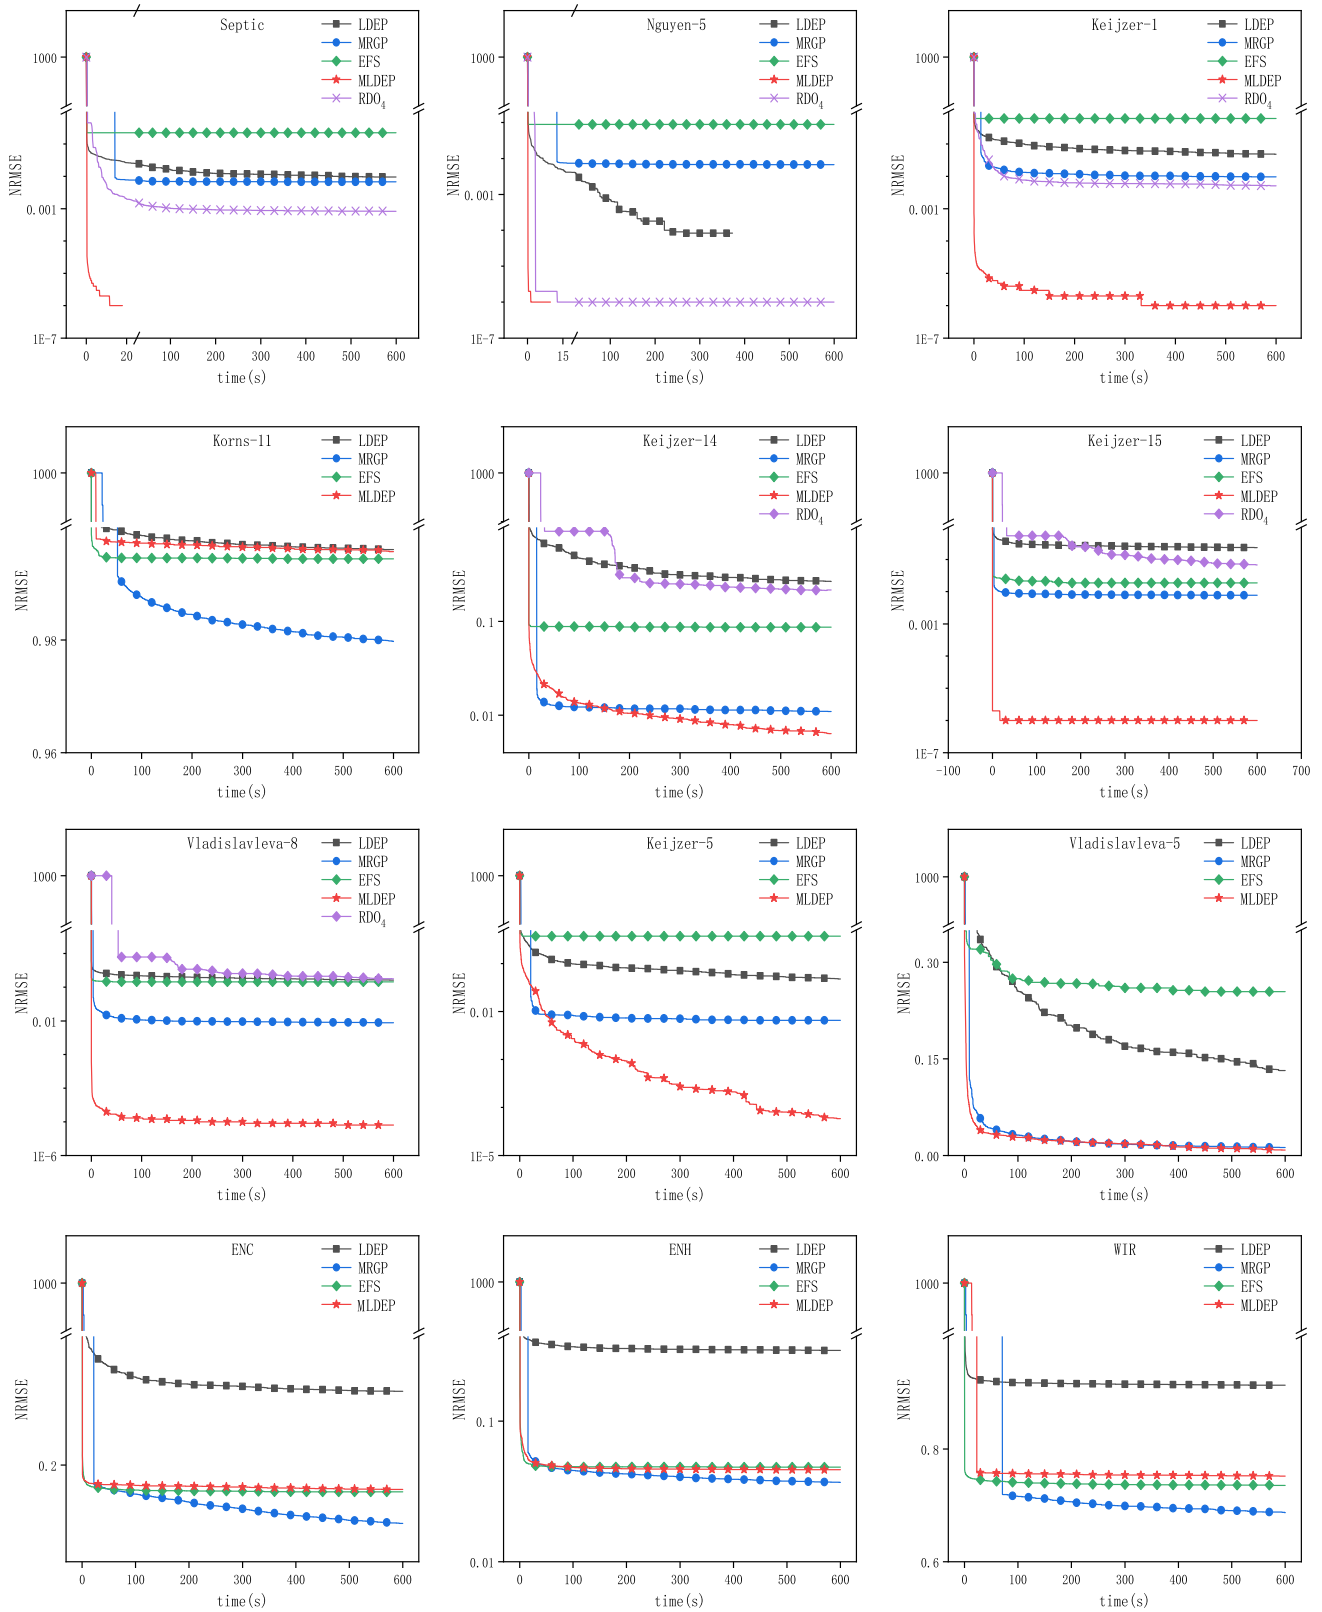 Septic
LDEP
MRGP
EFS
MLDEP
RDO4
NRMSE
1000
0.001
1E-7
0 20 100 200 300 400 500 600
time(s)
Nguyen-5
LDEP
MRGP
EFS
MLDEP
RDO4
NRMSE
1000
0.001
1E-7
0 15 100 200 300 400 500 600
time(s)
Keijzer-1
LDEP
MRGP
EFS
MLDEP
RDO4
NRMSE
1000
0.001
1E-7
0 100 200 300 400 500 600
time(s)
Korns-11
LDEP
MRGP
EFS
MLDEP
NRMSE
1000
0.98
0.96
0 100 200 300 400 500 600
time(s)
Keijzer-14
LDEP
MRGP
EFS
MLDEP
RDO4
NRMSE
1000
0.1
0.01
0 100 200 300 400 500 600
time(s)
Keijzer-15
LDEP
MRGP
EFS
MLDEP
RDO4
NRMSE
1000
0.001
1E-7
-100 0 100 200 300 400 500 600 700
time(s)
Vladislavleva-8
LDEP
MRGP
EFS
MLDEP
RDO4
NRMSE
1000
0.01
1E-6
0 100 200 300 400 500 600
time(s)
Keijzer-5
LDEP
MRGP
EFS
MLDEP
NRMSE
1000
0.01
1E-5
0 100 200 300 400 500 600
time(s)
Vladislavleva-5
LDEP
MRGP
EFS
MLDEP
NRMSE
1000
0.30
0.15
0.00
0 100 200 300 400 500 600
time(s)
ENC
LDEP
MRGP
EFS
MLDEP
NRMSE
1000
0.2
0 100 200 300 400 500 600
time(s)
ENH
LDEP
MRGP
EFS
MLDEP
NRMSE
1000
0.1
0.01
0 100 200 300 400 500 600
time(s)
WIR
LDEP
MRGP
EFS
MLDEP
NRMSE
1000
0.8
0.6
0 100 200 300 400 500 600
time(s)